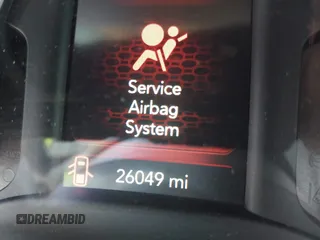 Service
Airbag
System
26049 mi
DREAMBID